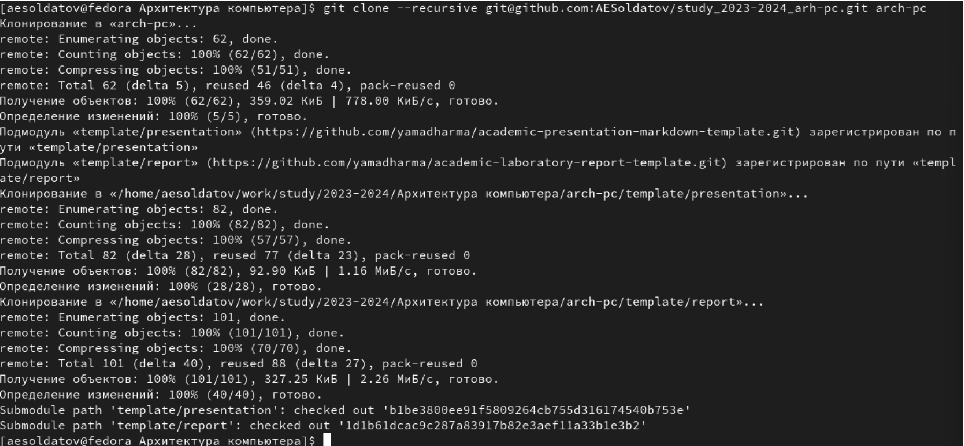 [aesoldatov@fedora Архитектура компьютера]$ git clone --recursive git@github.com:AESoldatov/study_2023-2024_arh-pc.git arch-pc
Клонирование в «arch-pc»...
remote: Enumerating objects: 62, done.
remote: Counting objects: 100% (62/62), done.
remote: Compressing objects: 100% (51/51), done.
remote: Total 62 (delta 5), reused 46 (delta 4), pack-reused 0
Получение объектов: 100% (62/62), 359.02 КиБ | 778.00 КиБ/с, готово.
Определение изменений: 100% (5/5), готово.
Подмодуль «template/presentation» (https://github.com/yamadharma/academic-presentation-markdown-template.git) зарегистрирован по п
ути «template/presentation»
Подмодуль «template/report» (https://github.com/yamadharma/academic-laboratory-report-template.git) зарегистрирован по пути «templ
ate/report»
Клонирование в «/home/aesoldatov/work/study/2023-2024/Архитектура компьютера/arch-pc/template/presentation»...
remote: Enumerating objects: 82, done.
remote: Counting objects: 100% (82/82), done.
remote: Compressing objects: 100% (57/57), done.
remote: Total 82 (delta 28), reused 77 (delta 23), pack-reused 0
Получение объектов: 100% (82/82), 92.90 КиБ | 1.16 МиБ/с, готово.
Определение изменений: 100% (28/28), готово.
Клонирование в «/home/aesoldatov/work/study/2023-2024/Архитектура компьютера/arch-pc/template/report»...
remote: Enumerating objects: 101, done.
remote: Counting objects: 100% (101/101), done.
remote: Compressing objects: 100% (70/70), done.
remote: Total 101 (delta 40), reused 88 (delta 27), pack-reused 0
Получение объектов: 100% (101/101), 327.25 КиБ | 2.26 МиБ/с, готово.
Определение изменений: 100% (40/40), готово.
Submodule path 'template/presentation': checked out 'b1be3800ee91f5809264cb755d316174540b753e'
Submodule path 'template/report': checked out '1d1b61dcac9c287a83917b82e3aef11a33b1e3b2'
[aesoldatov@fedora Архитектура компьютера]$